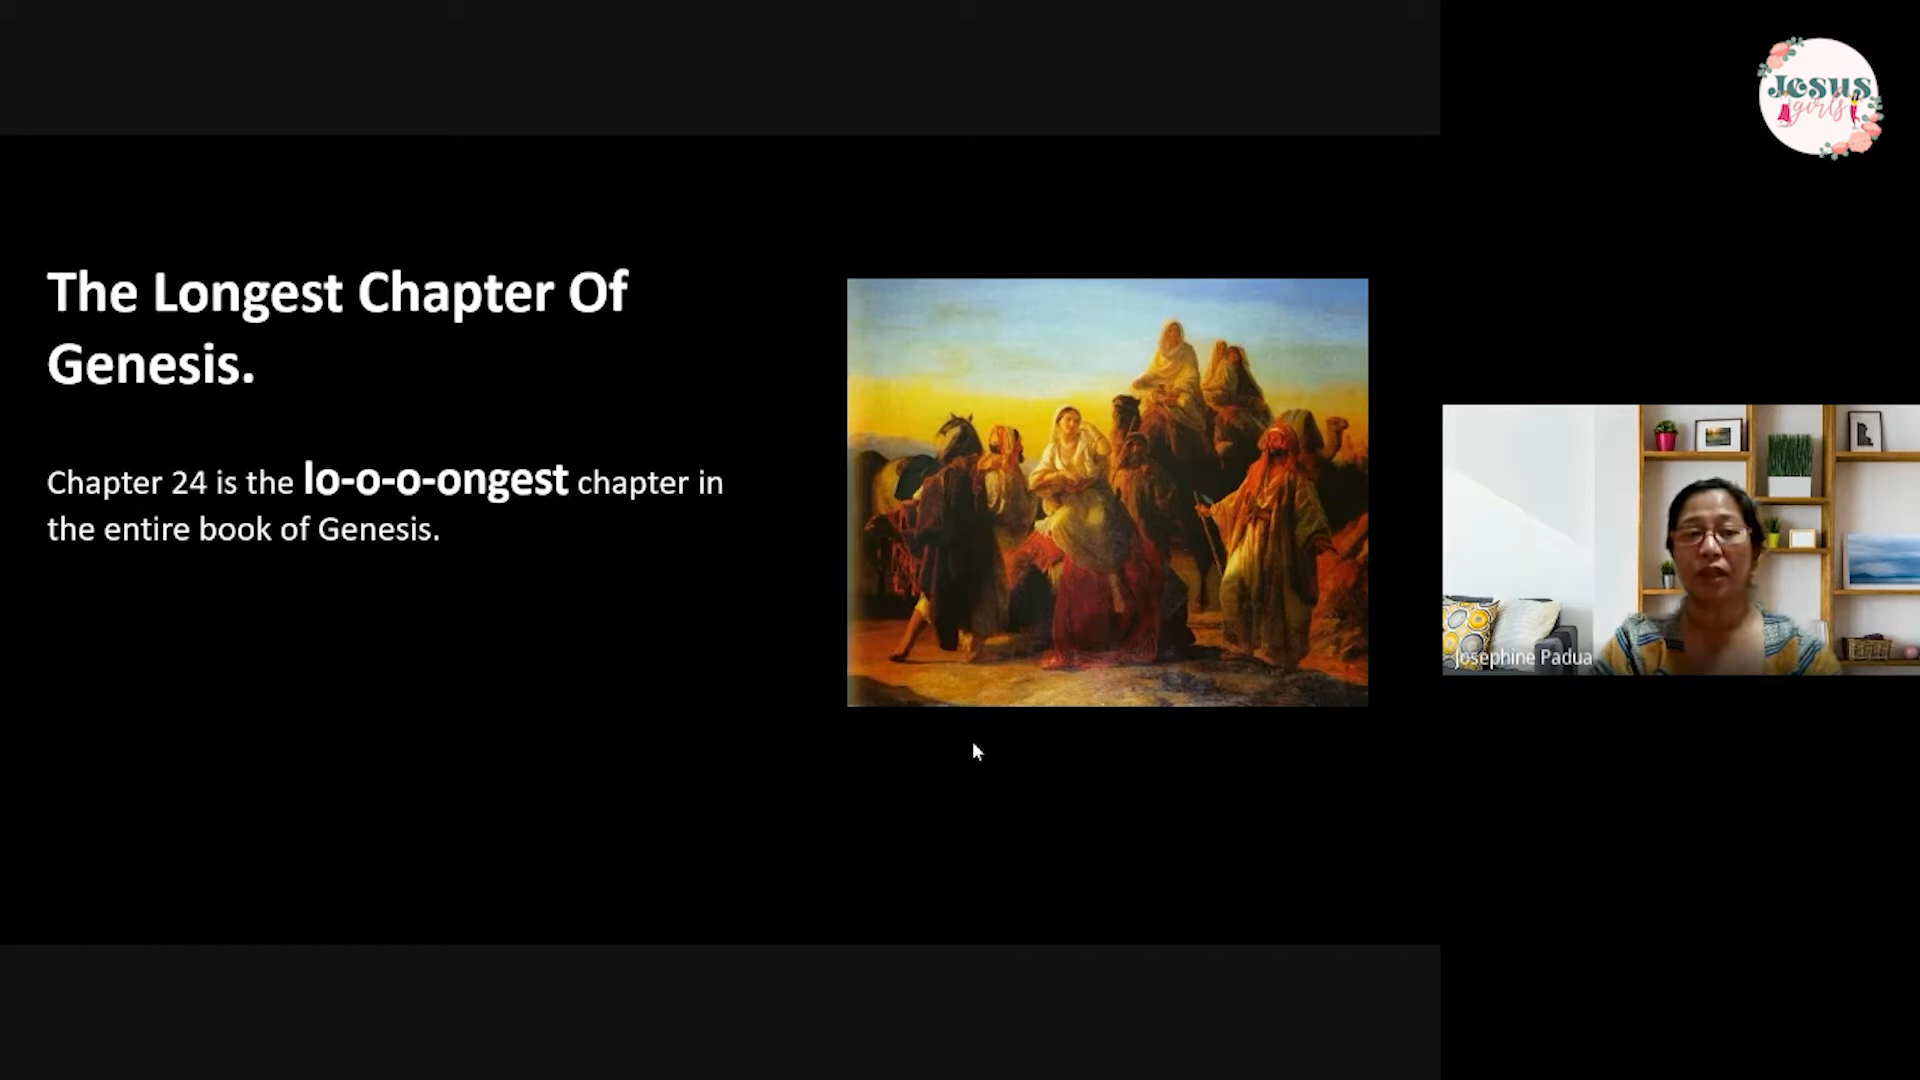 The Longest Chapter Of
Genesis.
Chapter 24 is the lo-o-o-ongest chapter in
the entire book of Genesis.
Jesus
girls
Josephine Padua